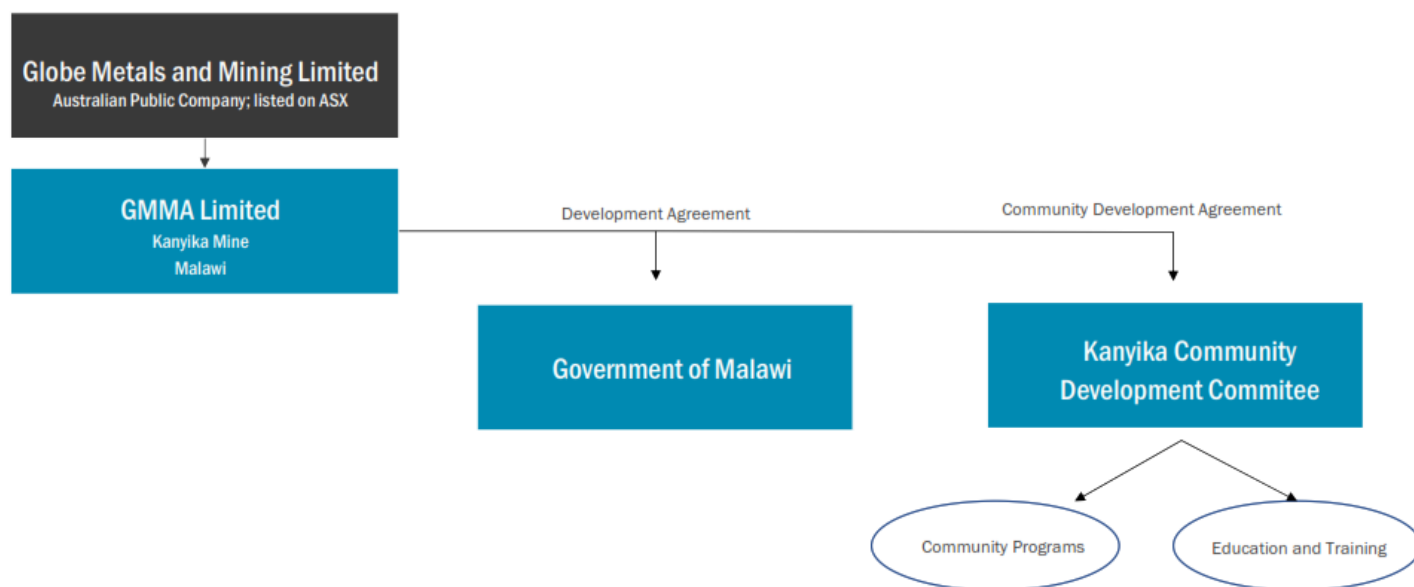 Globe Metals and Mining Limited
Australian Public Company; listed on ASX
GMMA Limited
Kanyika Mine
Malawi
Development Agreement
Community Development Agreement
Government of Malawi
Kanyika Community
Development Commitee
Community Programs
Education and Training